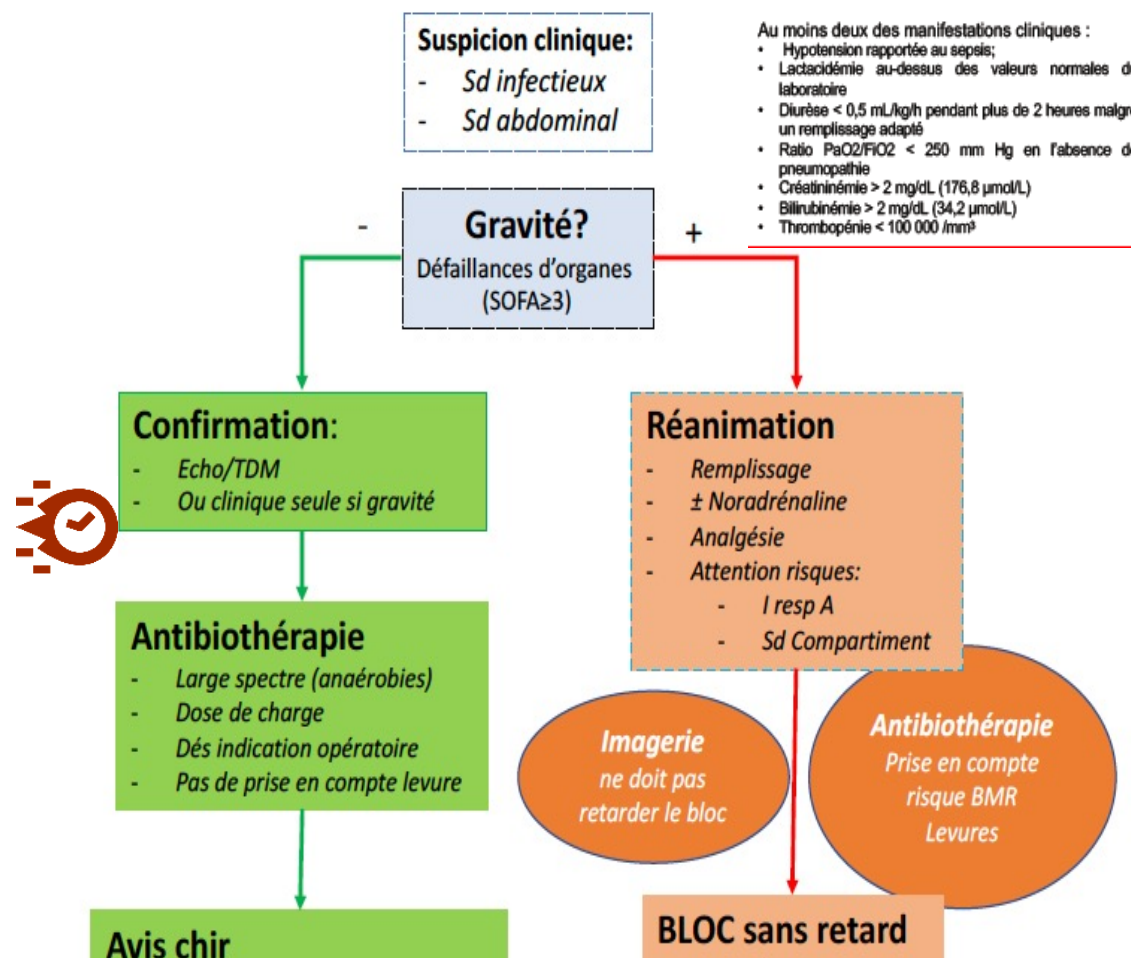 Suspicion clinique:
- Sd infectieux
- Sd abdominal
Au moins deux des manifestations cliniques :
• Hypotension rapportée au sepsis;
• Lactacidémie au-dessus des valeurs normales d
laboratoire
• Diurèse < 0,5 mL/kg/h pendant plus de 2 heures malgr
un remplissage adapté
• Ratio PaO2/FiO2 < 250 mm Hg en l'absence d
pneumopathie
• Créatininémie > 2 mg/dL (176,8 µmol/L)
• Bilirubinémie > 2 mg/dL (34,2 µmol/L)
• Thrombopénie < 100 000 /mm³
-
Gravité?
Défaillances d'organes
(SOFA≥3)
+
Confirmation:
- Echo/TDM
- Ou clinique seule si gravité
Réanimation
- Remplissage
- ± Noradrénaline
- Analgésie
- Attention risques:
- I resp A
- Sd Compartiment
Antibiothérapie
- Large spectre (anaérobies)
- Dose de charge
- Dés indication opératoire
- Pas de prise en compte levure
Imagerie
ne doit pas
retarder le bloc
Antibiothérapie
Prise en compte
risque BMR
Levures
Avis chir
BLOC sans retard